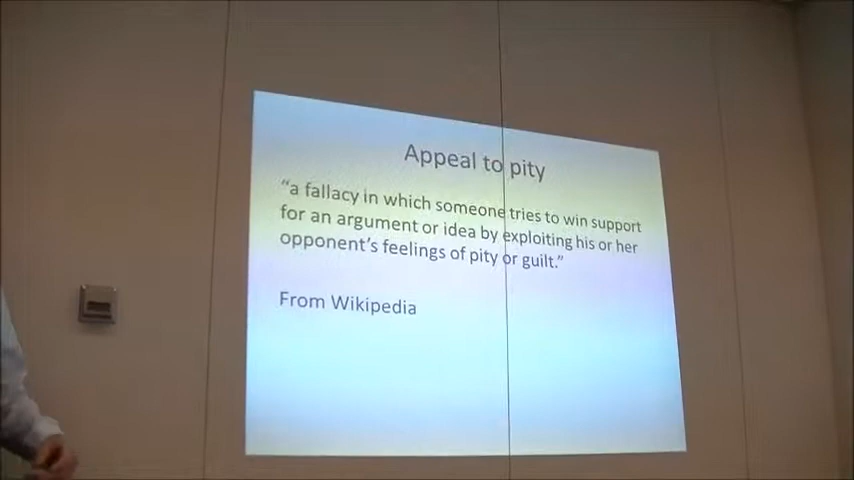 Appeal to pity
“a fallacy in which someone tries to win support
for an argument or idea by exploiting his or her
opponent’s feelings of pity or guilt.”
From Wikipedia